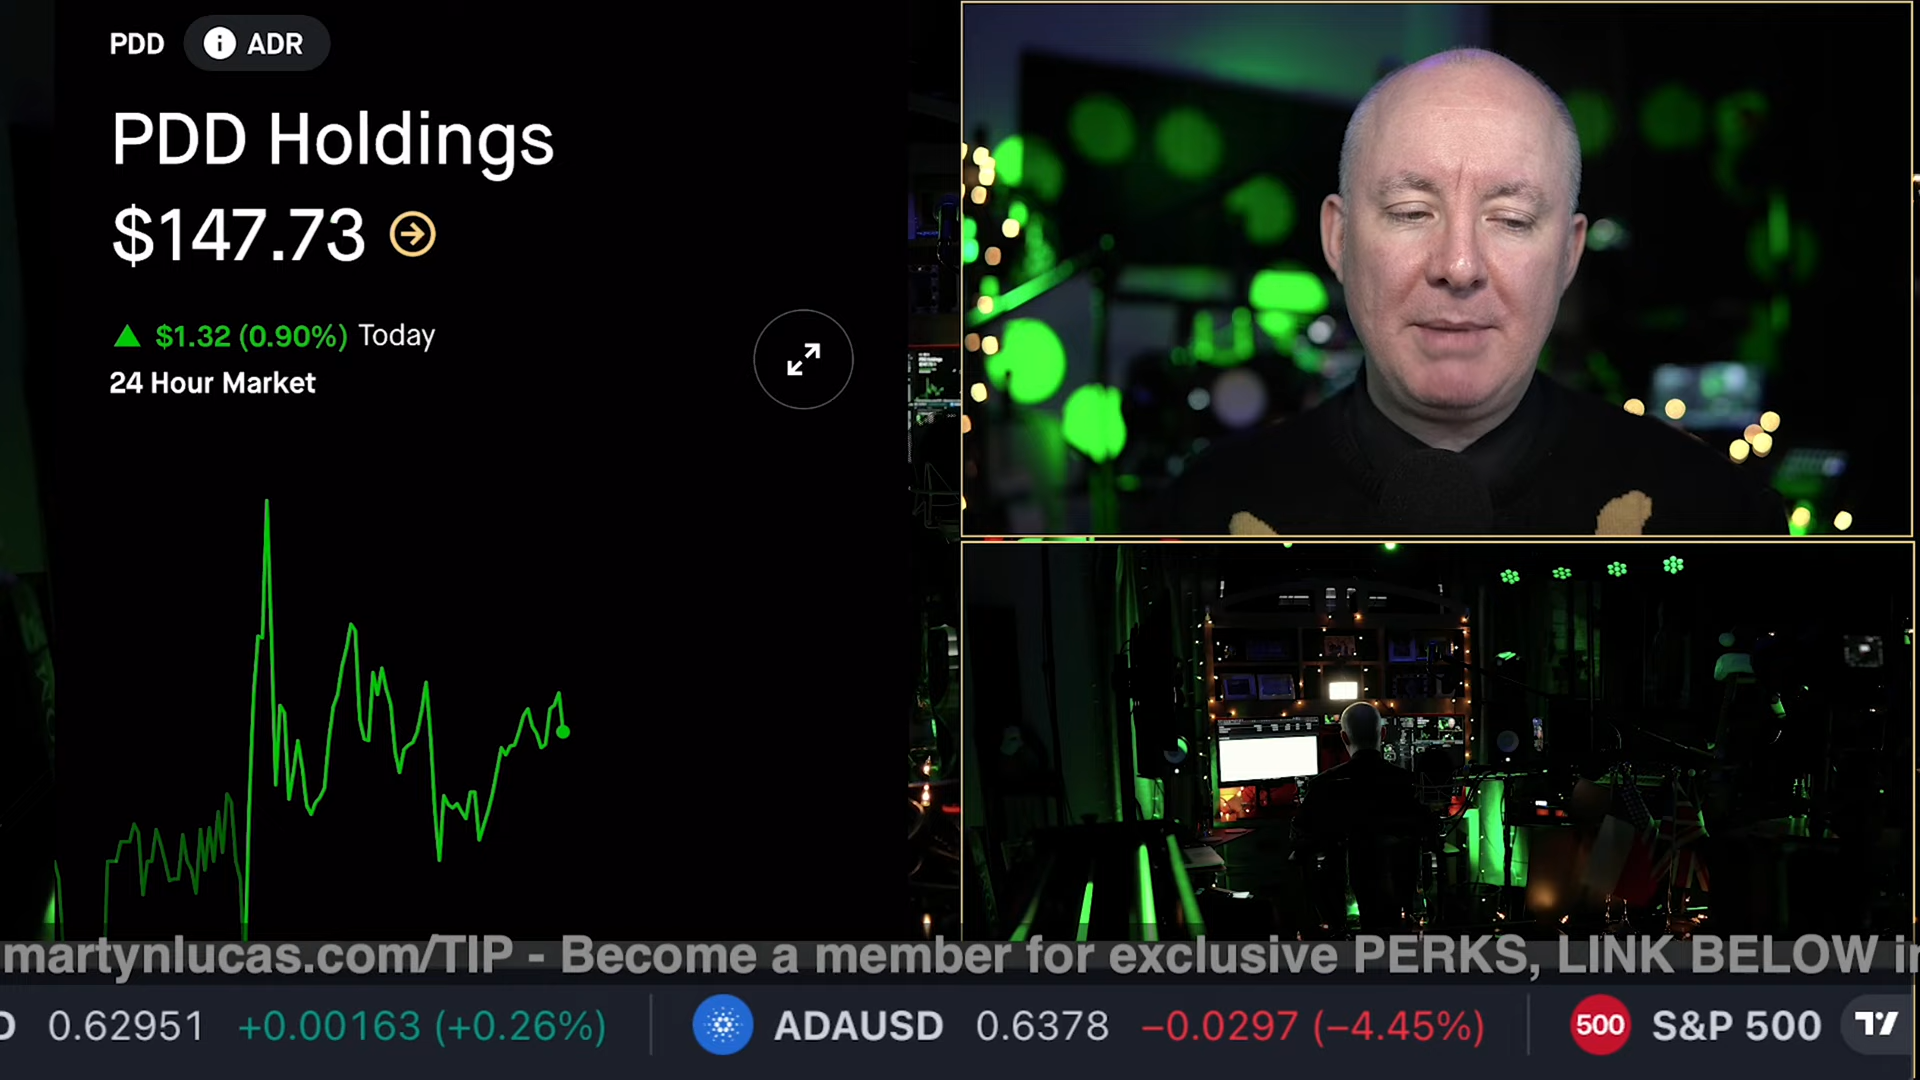 PDD ADR
PDD Holdings
$147.73
$1.32 (0.90%) Today
24 Hour Market
martynlucas.com/TIP - Become a member for exclusive PERKS, LINK BELOW in
D 0.62951 +0.00163 (+0.26%) ADAUSD 0.6378 −0.0297 (−4.45%) 500 S&P 500